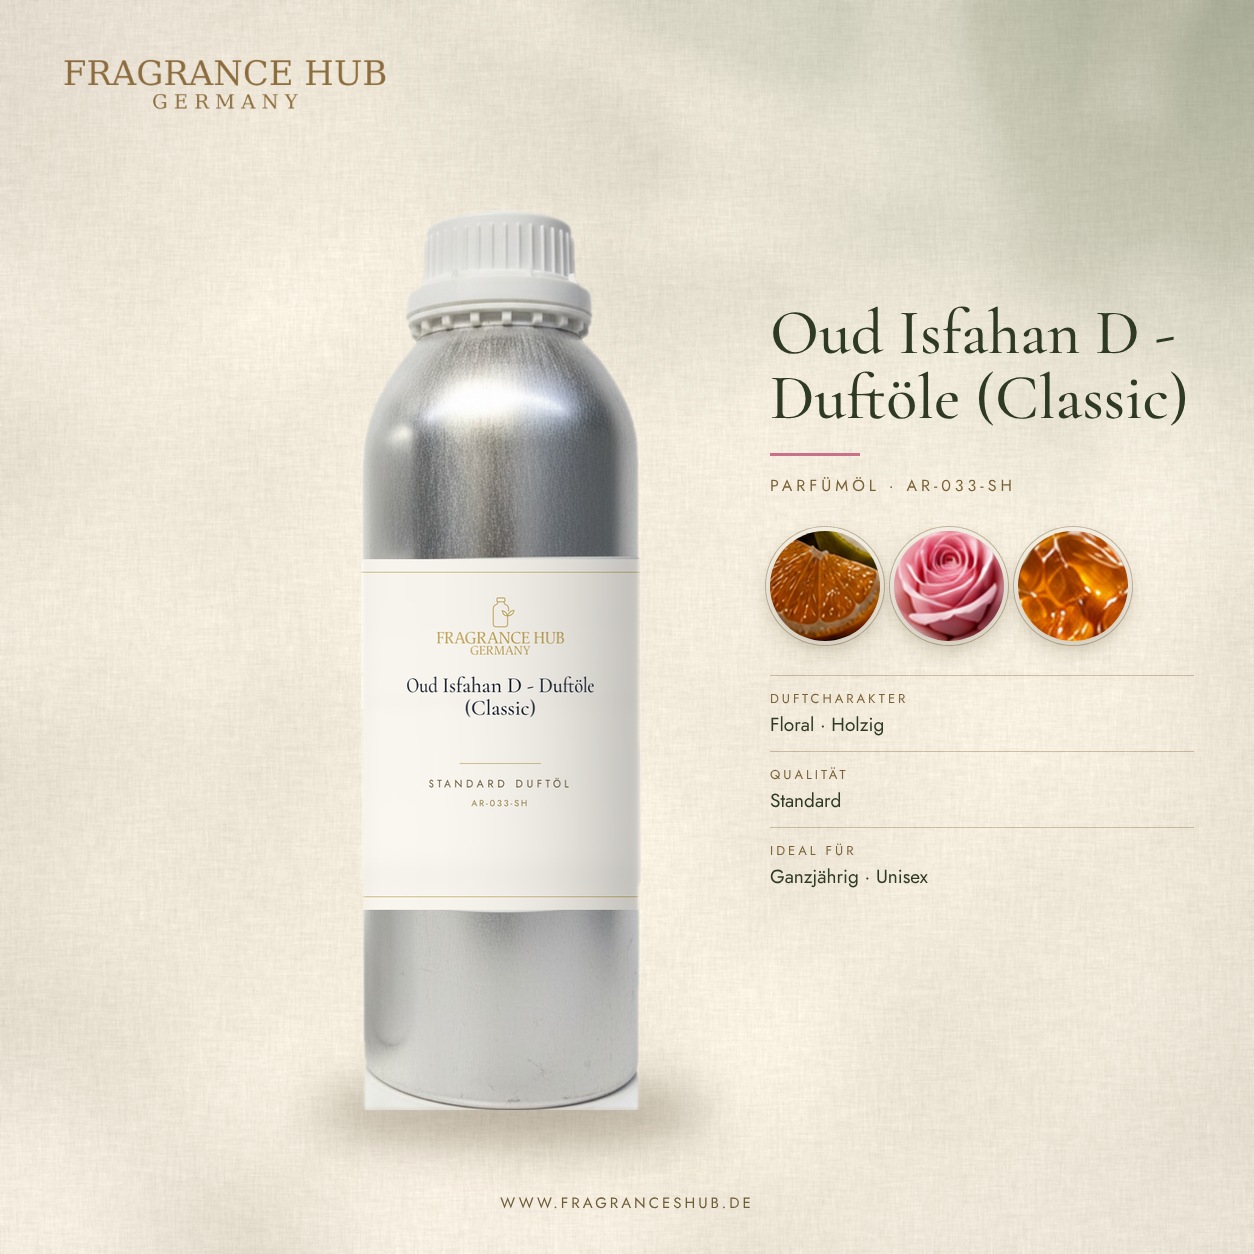 FRAGRANCE HUB
GERMANY
Oud Isfahan D -
Duftöle (Classic)
PARFÜMÖL · AR-033-SH
DUFTCHARAKTER
Floral · Holzig
QUALITÄT
Standard
IDEAL FÜR
Ganzjährig · Unisex
FRAGRANCE HUB
GERMANY
Oud Isfahan D - Duftöle
(Classic)
STANDARD DUFTÖL
AR-033-SH
WWW.FRAGRANCESHUB.DE